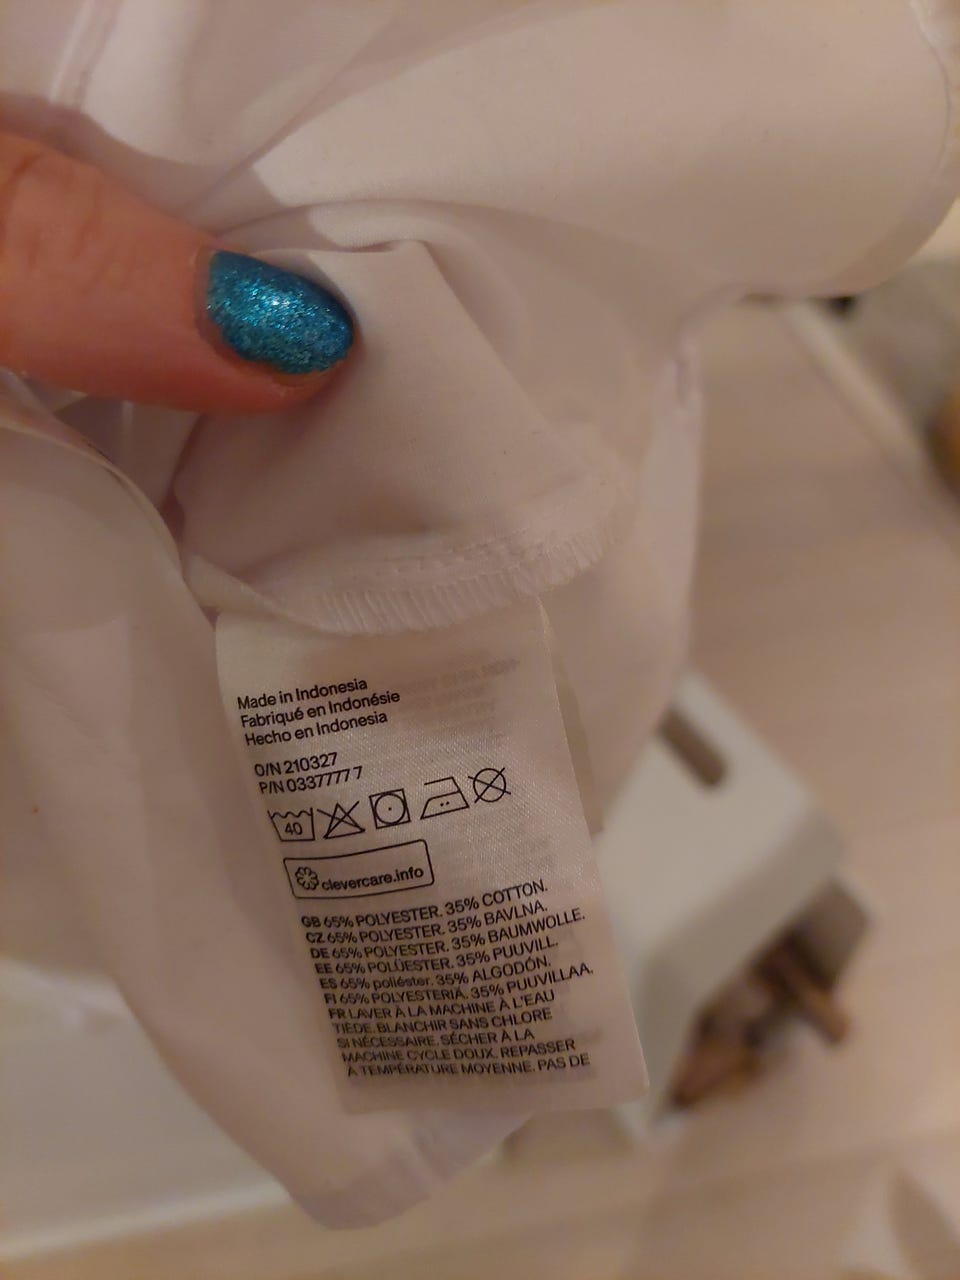 Made in Indonesia
Fabriqué en Indonésie
Hecho en Indonesia
O/N 210327
P/N 03377777
40
clevercare.info
GB 65% POLYESTER. 35% COTTON.
CZ 65% POLYESTER. 35% BAVLNA.
DE 65% POLYESTER. 35% BAUMWOLLE.
EE 65% POLÜESTER. 35% PUUVILL.
ES 65% poliéster. 35% ALGODÓN.
FI 65% POLYESTERIÄ. 35% PUUVILLAA.
FR LAVER À LA MACHINE À L'EAU
TIÈDE. BLANCHIR SANS CHLORE
SI NÉCESSAIRE. SÉCHER À LA
MACHINE CYCLE DOUX. REPASSER
À TEMPÉRATURE MOYENNE. PAS DE